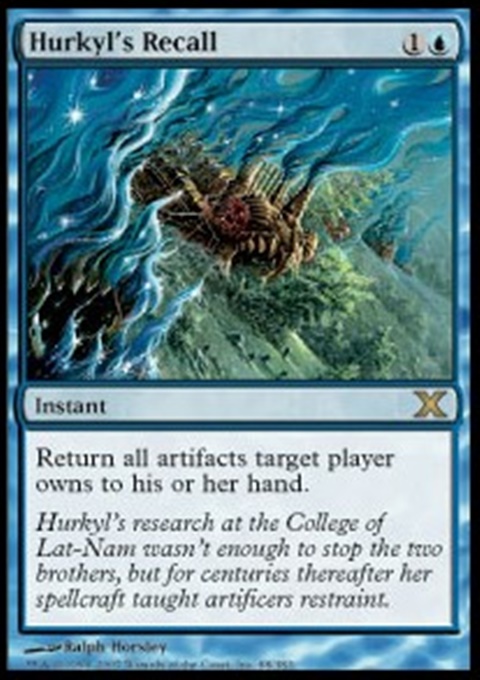 Hurkyl's Recall 1
Instant
Return all artifacts target player
owns to his or her hand.
Hurkyl's research at the College of
Lat-Nam wasn't enough to stop the two
brothers, but for centuries thereafter her
spellcraft taught artificers restraint.
Ralph Horsley